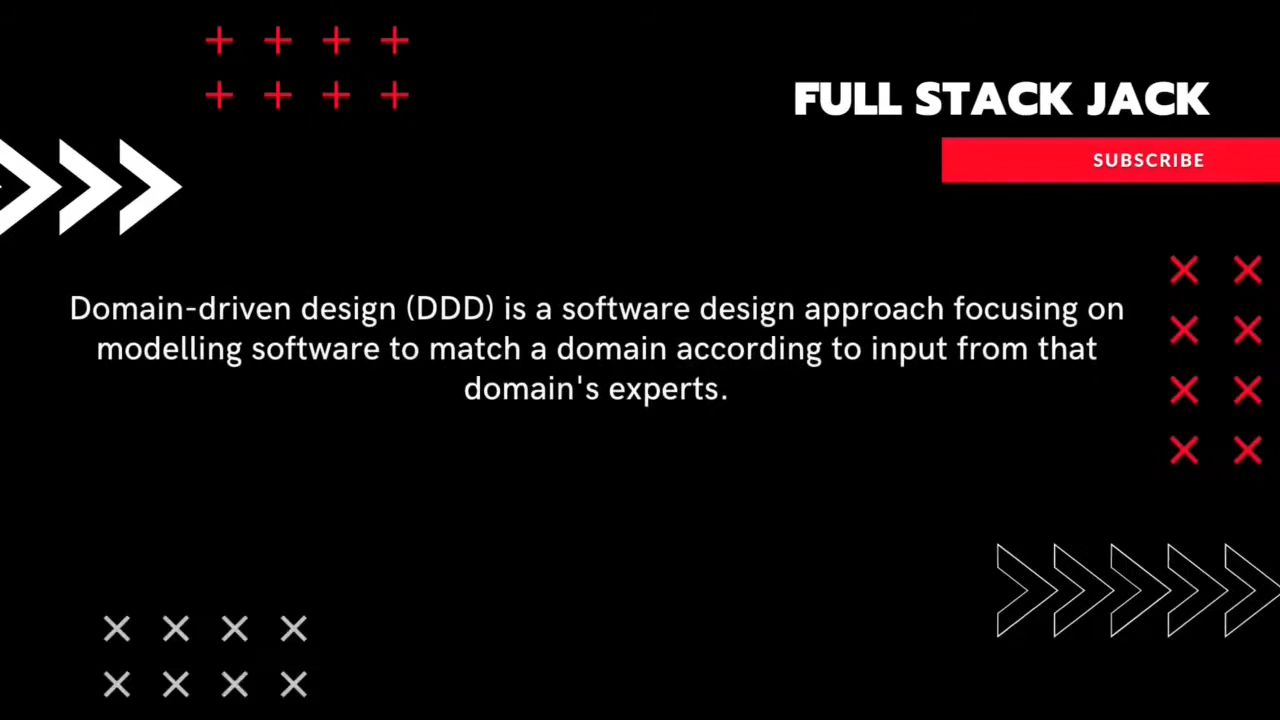 FULL STACK JACK
SUBSCRIBE
Domain-driven design (DDD) is a software design approach focusing on
modelling software to match a domain according to input from that
domain's experts.